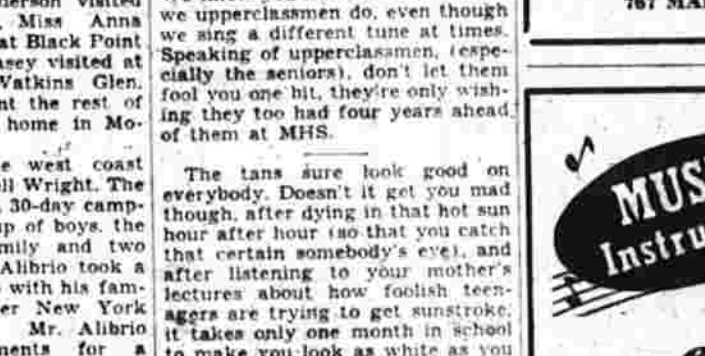 visited
Miss Anna
at Black Point
asey visited at
Watkins Glen.
nt the rest of
home in Mo-
e west coast
ll Wright. The
30-day camp-
up of boys, the
mily and two
Alibrio took a
with his fam-
er New York
Mr. Alibrio
ments for a
we upperclassmen do, even though
we sing a different tune at times.
Speaking of upperclassmen, (espe-
cially the seniors), don't let them
fool you one bit, they're only wish-
ing they too had four years ahead
of them at MHS.
The tans sure look good on
everybody. Doesn't it get you mad
though, after dying in that hot sun
hour after hour (so that you catch
that certain somebody's eye), and
after listening to your mother's
lectures about how foolish teen-
agers are trying to get sunstroke,
it takes only one month in school
to make you look as white as you
767 MA
MUS
Instru